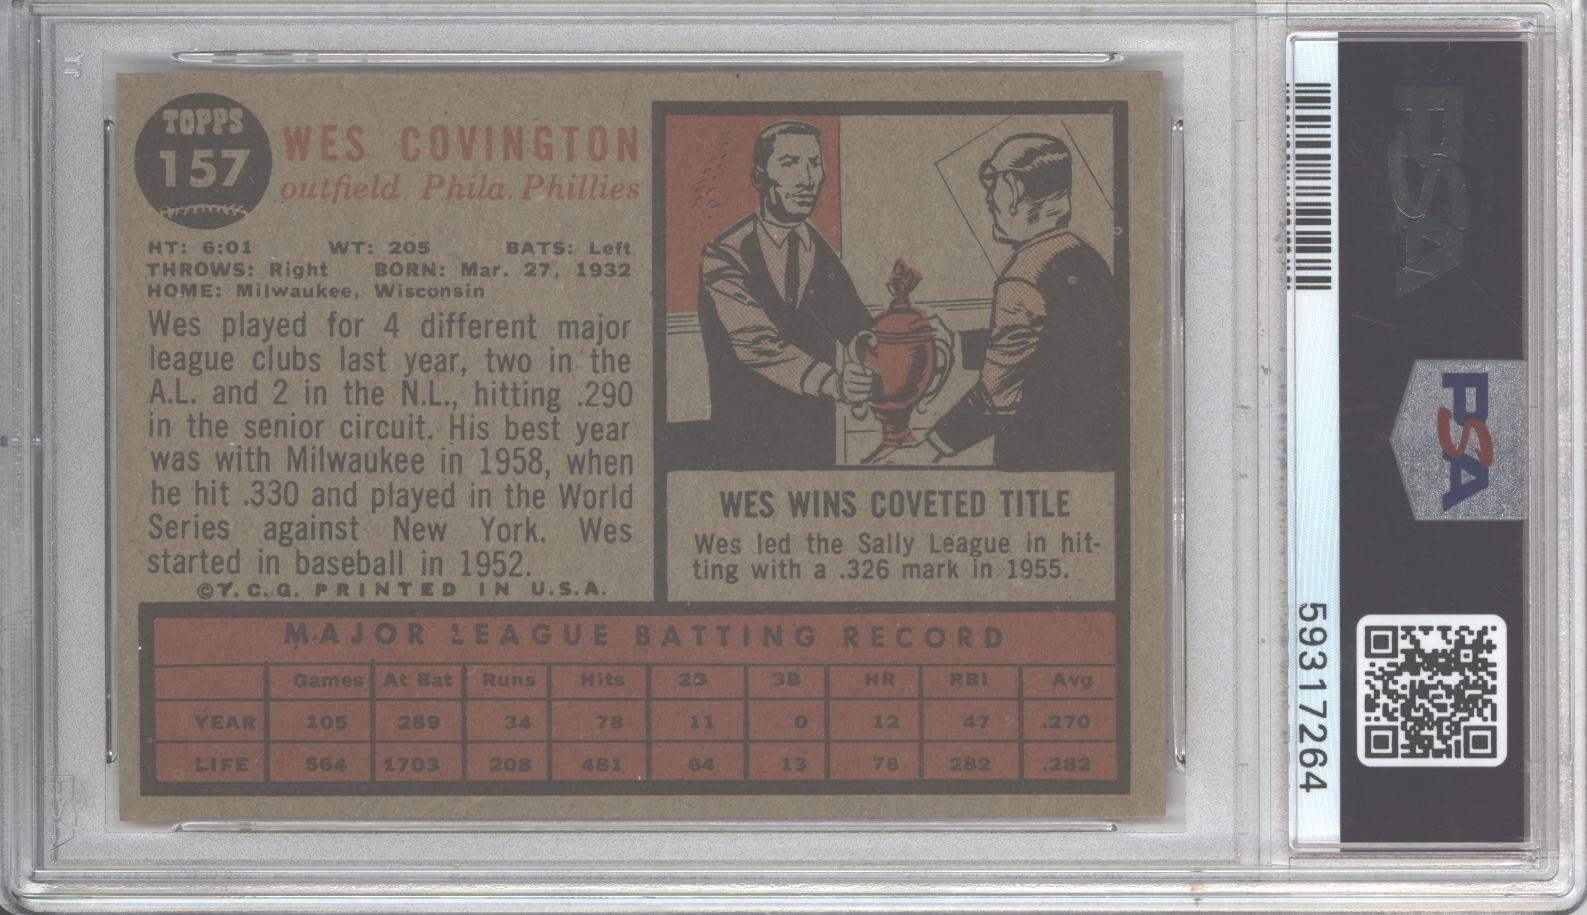 TOPPS
157
WES COVINGTON
outfield Phila. Phillies
HT: 6:01 WT: 205 BATS: Left
THROWS: Right BORN: Mar. 27, 1932
HOME: Milwaukee, Wisconsin
Wes played for 4 different major
league clubs last year, two in the
A.L. and 2 in the N.L., hitting .290
in the senior circuit. His best year
was with Milwaukee in 1958, when
he hit .330 and played in the World
Series against New York. Wes
started in baseball in 1952.
©T.C.G. PRINTED IN U.S.A.
WES WINS COVETED TITLE
Wes led the Sally League in hit-
ting with a .326 mark in 1955.
MAJOR LEAGUE BATTING RECORD
Games At Bat Runs Hits 2B 3B HR RBI Avg
YEAR 105 289 34 78 11 0 12 47 .270
LIFE 564 1703 208 481 64 13 76 282 .282
PSA
PSA
59317264
PSA